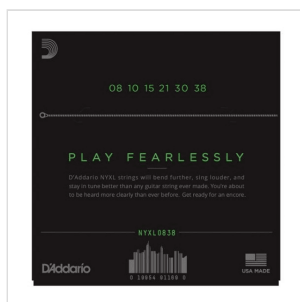 08 10 15 21 30 38
PLAY FEARLESSLY
D'Addario NYXL strings will bend further, sing louder, and
stay in tune better than any guitar string ever made. You're about
to be heard more clearly than ever before. Get ready for an encore.
NYXL0838
D'Addario
USA MADE